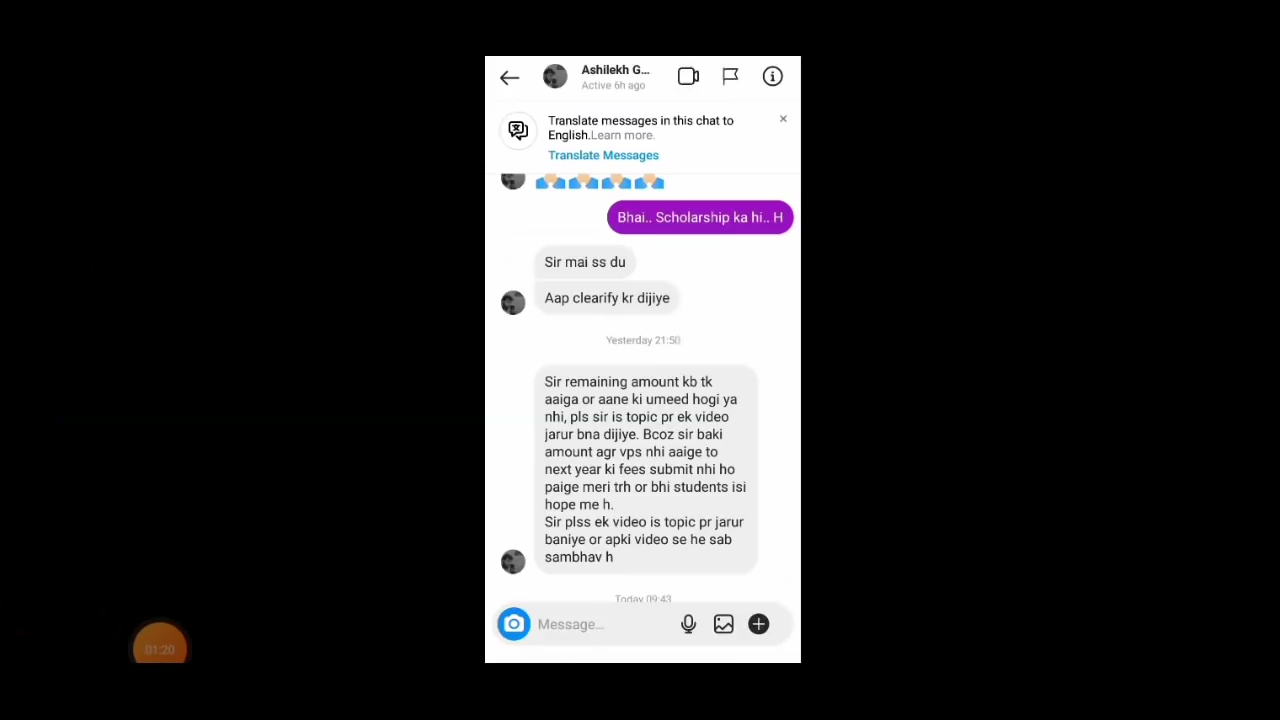 Ashilekh G...
Active 6h ago
Translate messages in this chat to
English.Learn more.
Translate Messages
Bhai.. Scholarship ka hi.. H
Sir mai ss du
Aap clearify kr dijiye
Yesterday 21:50
Sir remaining amount kb tk
aaiga or aane ki umeed hogi ya
nhi, pls sir is topic pr ek video
jarur bna dijiye. Bcoz sir baki
amount agr vps nhi aaige to
next year ki fees submit nhi ho
paige meri trh or bhi students isi
hope me h.
Sir plss ek video is topic pr jarur
baniye or apki video se he sab
sambhav h
Today 09:43
Message...
01:20